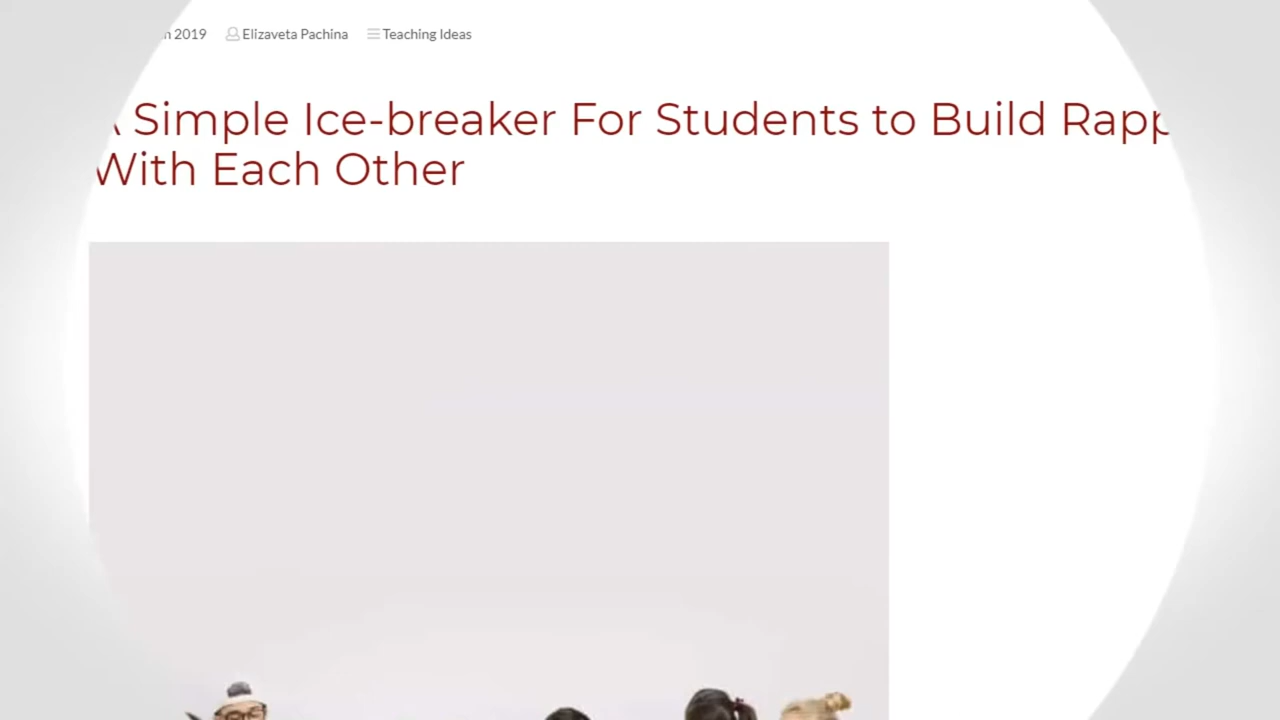 2019 Elizaveta Pachina Teaching Ideas
A Simple Ice-breaker For Students to Build
With Each Other